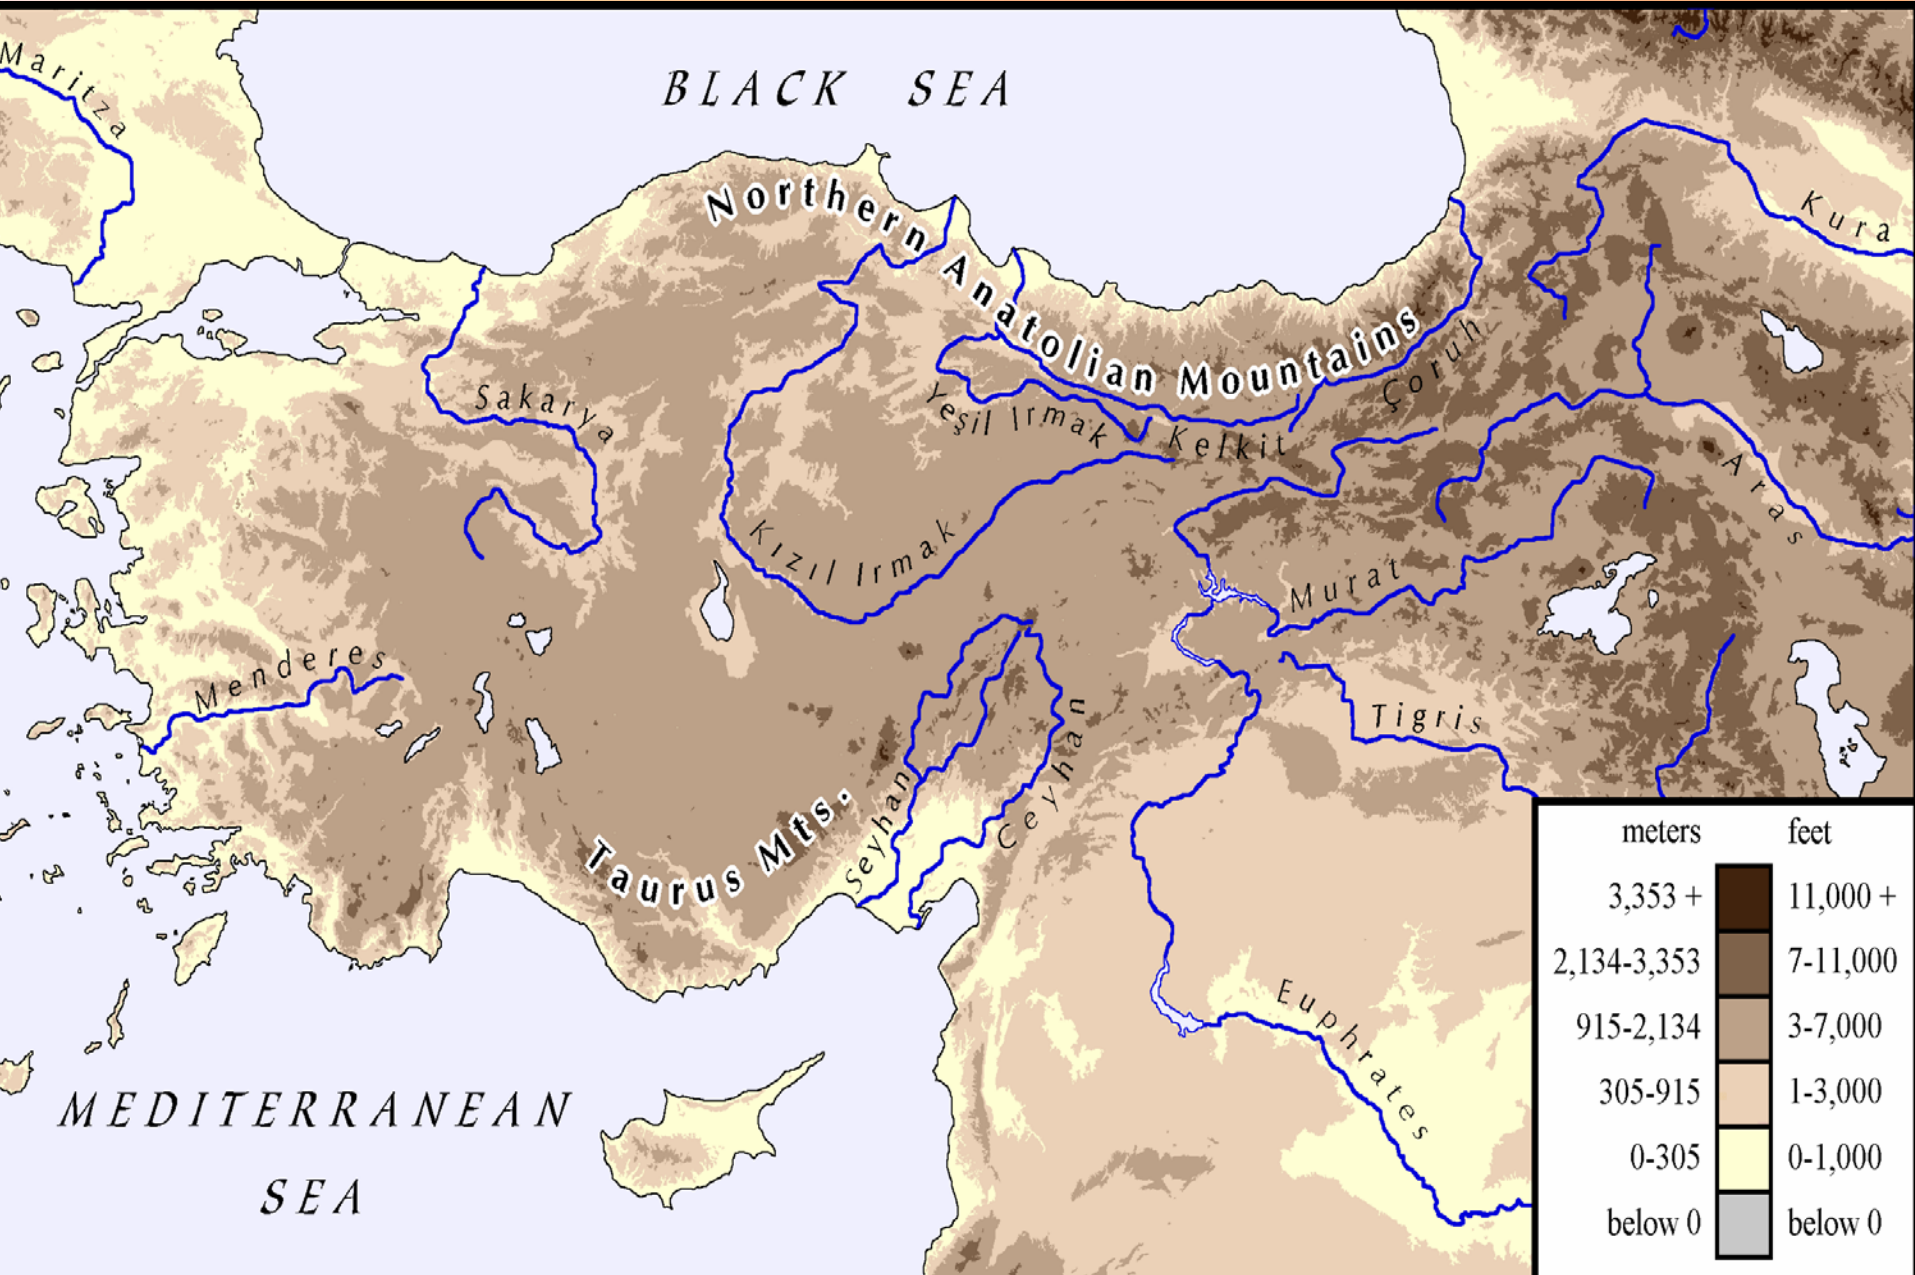 Maritza
BLACK SEA
Kura
Northern Anatolian Mountains
Çoruh
Sakarya
Yeşil Irmak
Kelkit
Aras
Kızıl Irmak
Murat
Menderes
Tigris
Seyhan
Ceyhan
Taurus Mts.
Euphrates
MEDITERRANEAN
SEA
meters feet
3,353 + 11,000 +
2,134-3,353 7-11,000
915-2,134 3-7,000
305-915 1-3,000
0-305 0-1,000
below 0 below 0